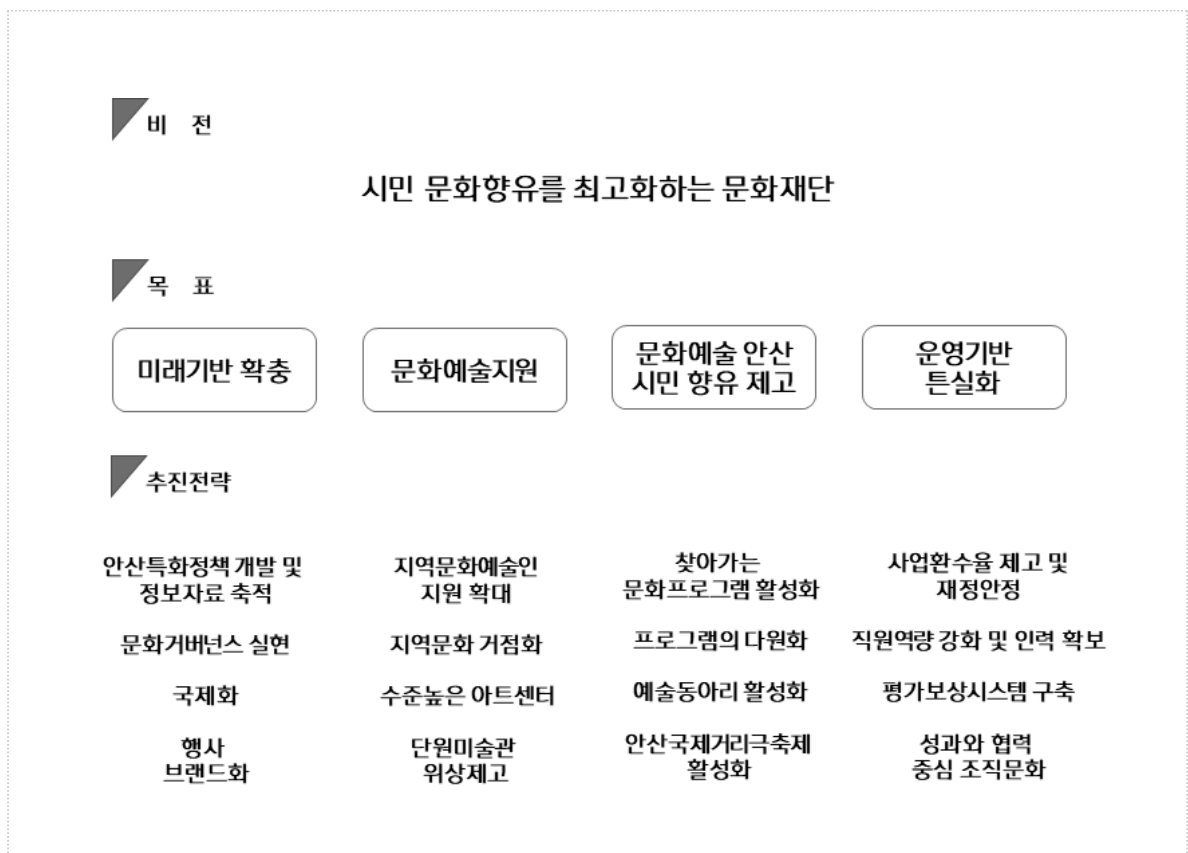 비 전
시민 문화향유를 최고화하는 문화재단
목 표
미래기반 확충
문화예술지원
문화예술 안산
시민 향유 제고
운영기반
튼실화
추진전략
안산특화정책 개발 및
정보자료 축적
문화거버넌스 실현
국제화
행사
브랜드화
지역문화예술인
지원 확대
지역문화 거점화
수준높은 아트센터
단원미술관
위상제고
찾아가는
문화프로그램 활성화
프로그램의 다원화
예술동아리 활성화
안산국제거리극축제
활성화
사업환수율 제고 및
재정안정
직원역량 강화 및 인력 확보
평가보상시스템 구축
성과와 협력
중심 조직문화